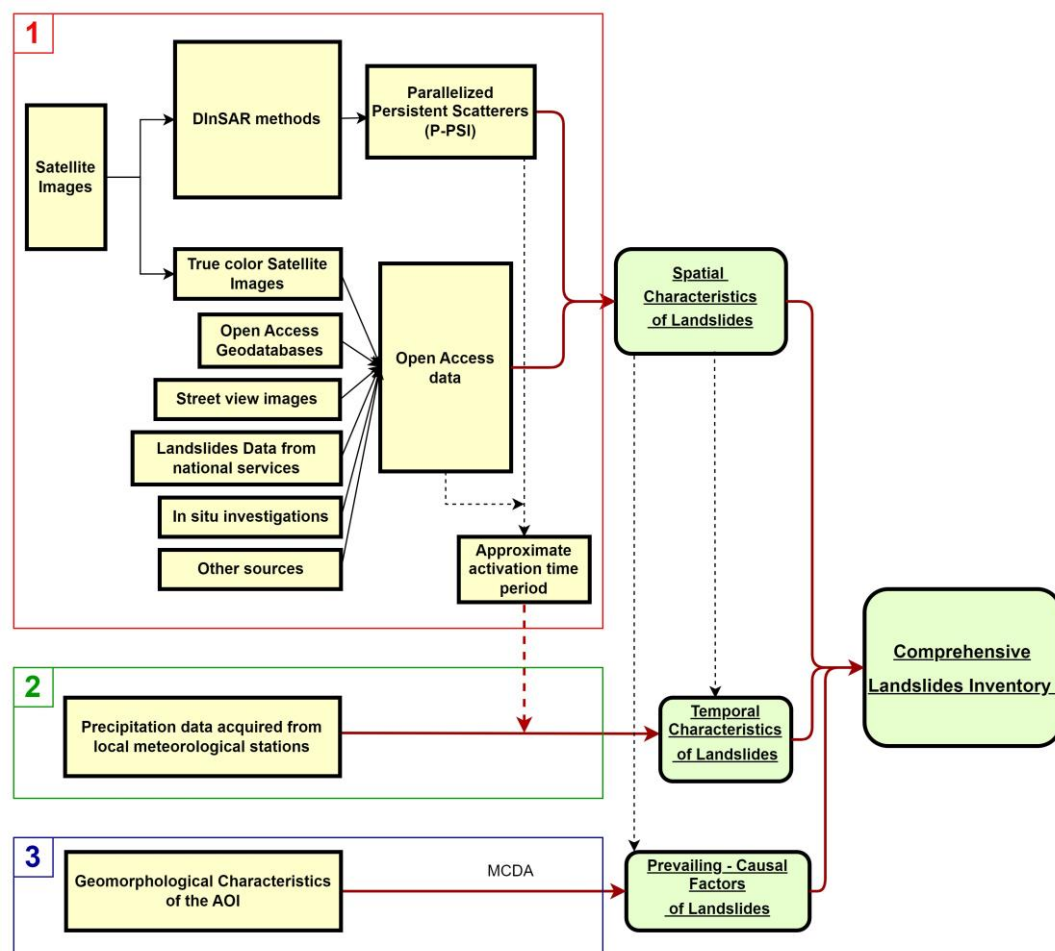 1
Satellite
Images
DInSAR methods
Parallelized
Persistent Scatterers
(P-PSI)
True color Satellite
Images
Open Access
Geodatabases
Street view images
Landslides Data from
national services
In situ investigations
Other sources
Open Access
data
Approximate
activation time
period
Spatial
Characteristics
of Landslides
2
Precipitation data acquired from
local meteorological stations
Temporal
Characteristics
of Landslides
Comprehensive
Landslides Inventory
3
Geomorphological Characteristics
of the AOI
MCDA
Prevailing - Causal
Factors
of Landslides